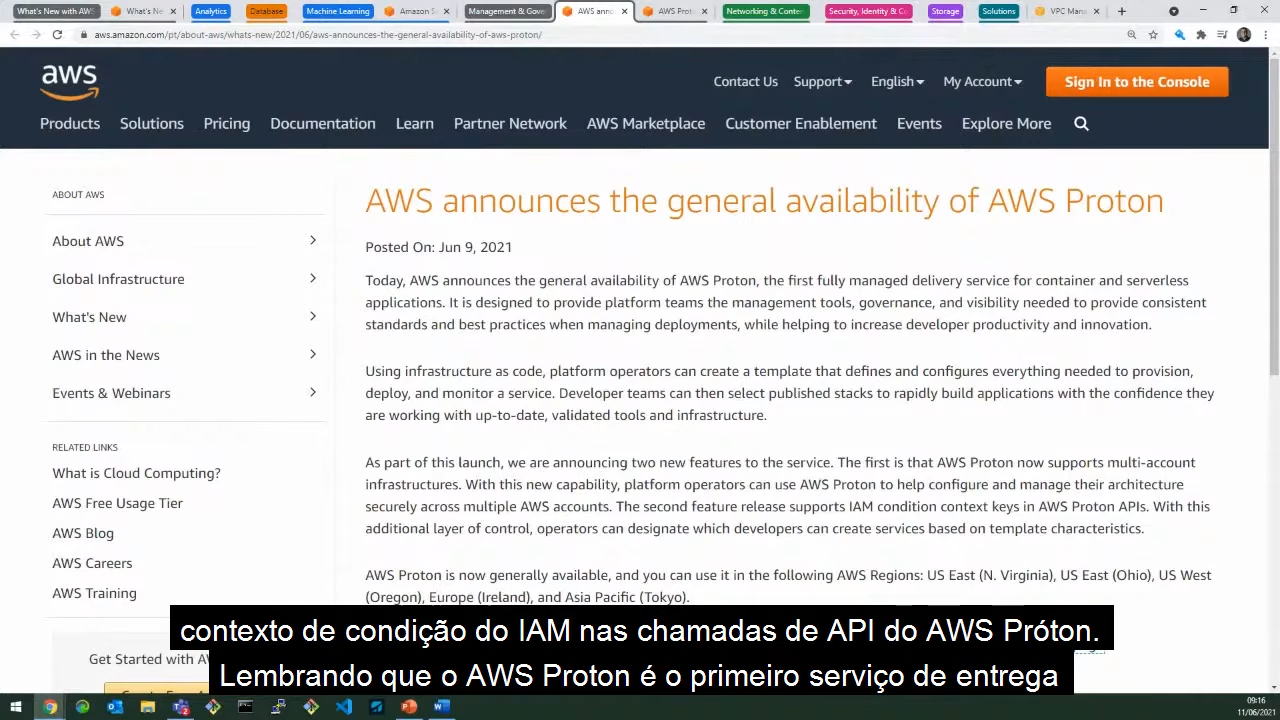 What's New with AWS
What's Ne
Analytics
Database
Machine Learning
Amazon S
Management & Gove
AWS anno
AWS Proto
Networking & Conten
Security, Identity & Co
Storage
Solutions
VPC Mana
aws.amazon.com/pt/about-aws/whats-new/2021/06/aws-announces-the-general-availability-of-aws-proton/
aws
Contact Us
Support
English
My Account
Sign In to the Console
Products
Solutions
Pricing
Documentation
Learn
Partner Network
AWS Marketplace
Customer Enablement
Events
Explore More
ABOUT AWS
About AWS
Global Infrastructure
What's New
AWS in the News
Events & Webinars
RELATED LINKS
What is Cloud Computing?
AWS Free Usage Tier
AWS Blog
AWS Careers
AWS Training
Get Started with AW
AWS announces the general availability of AWS Proton
Posted On: Jun 9, 2021
Today, AWS announces the general availability of AWS Proton, the first fully managed delivery service for container and serverless
applications. It is designed to provide platform teams the management tools, governance, and visibility needed to provide consistent
standards and best practices when managing deployments, while helping to increase developer productivity and innovation.
Using infrastructure as code, platform operators can create a template that defines and configures everything needed to provision,
deploy, and monitor a service. Developer teams can then select published stacks to rapidly build applications with the confidence they
are working with up-to-date, validated tools and infrastructure.
As part of this launch, we are announcing two new features to the service. The first is that AWS Proton now supports multi-account
infrastructures. With this new capability, platform operators can use AWS Proton to help configure and manage their architecture
securely across multiple AWS accounts. The second feature release supports IAM condition context keys in AWS Proton APIs. With this
additional layer of control, operators can designate which developers can create services based on template characteristics.
AWS Proton is now generally available, and you can use it in the following AWS Regions: US East (N. Virginia), US East (Ohio), US West
(Oregon), Europe (Ireland), and Asia Pacific (Tokyo).
contexto de condição do IAM nas chamadas de API do AWS Próton.
Lembrando que o AWS Proton é o primeiro serviço de entrega
09:16
11/06/2021